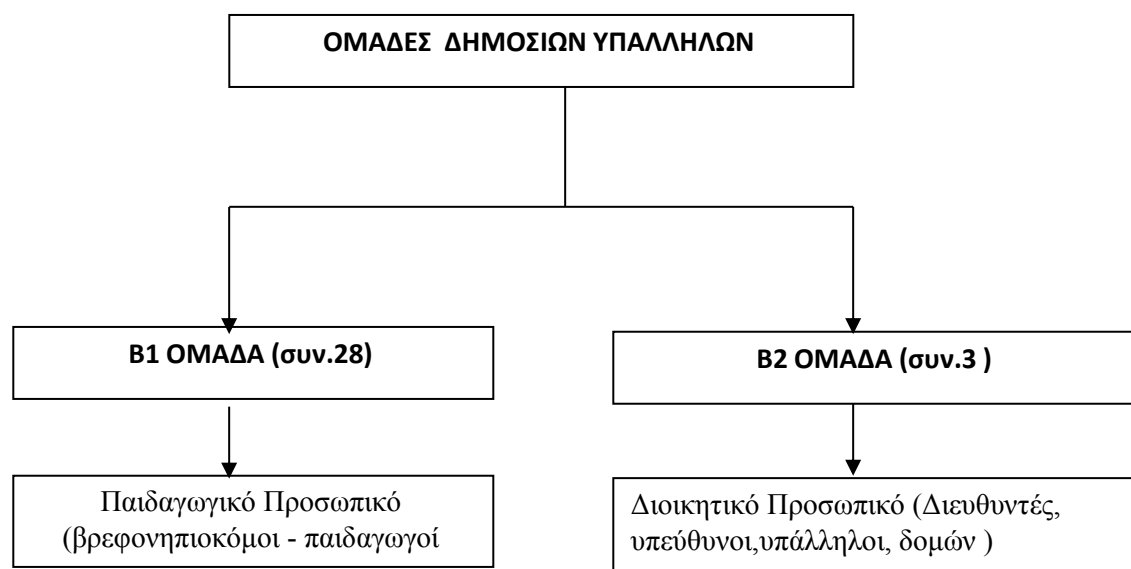 ΟΜΑΔΕΣ ΔΗΜΟΣΙΩΝ ΥΠΑΛΛΗΛΩΝ
Β1 ΟΜΑΔΑ (συν.28)
Β2 ΟΜΑΔΑ (συν.3 )
Παιδαγωγικό Προσωπικό
(βρεφονηπιοκόμοι - παιδαγωγοί
Διοικητικό Προσωπικό (Διευθυντές,
υπεύθυνοι,υπάλληλοι, δομών )